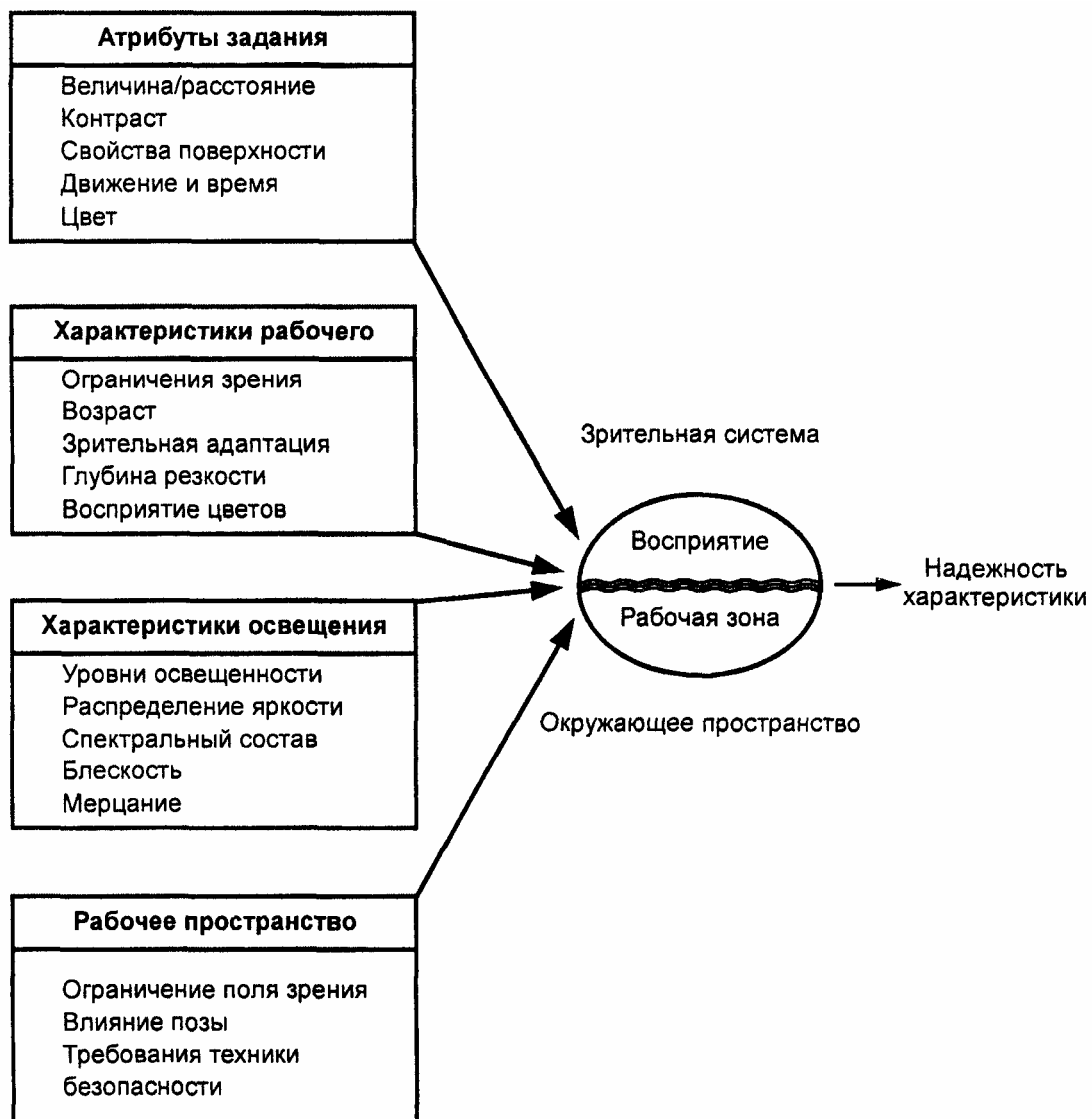 Атрибуты задания
Величина/расстояние
Контраст
Свойства поверхности
Движение и время
Цвет
Характеристики рабочего
Ограничения зрения
Возраст
Зрительная адаптация
Глубина резкости
Восприятие цветов
Характеристики освещения
Уровни освещенности
Распределение яркости
Спектральный состав
Блескость
Мерцание
Рабочее пространство
Ограничение поля зрения
Влияние позы
Требования техники
безопасности
Зрительная система
Восприятие
Рабочая зона
Окружающее пространство
Надежность
характеристики